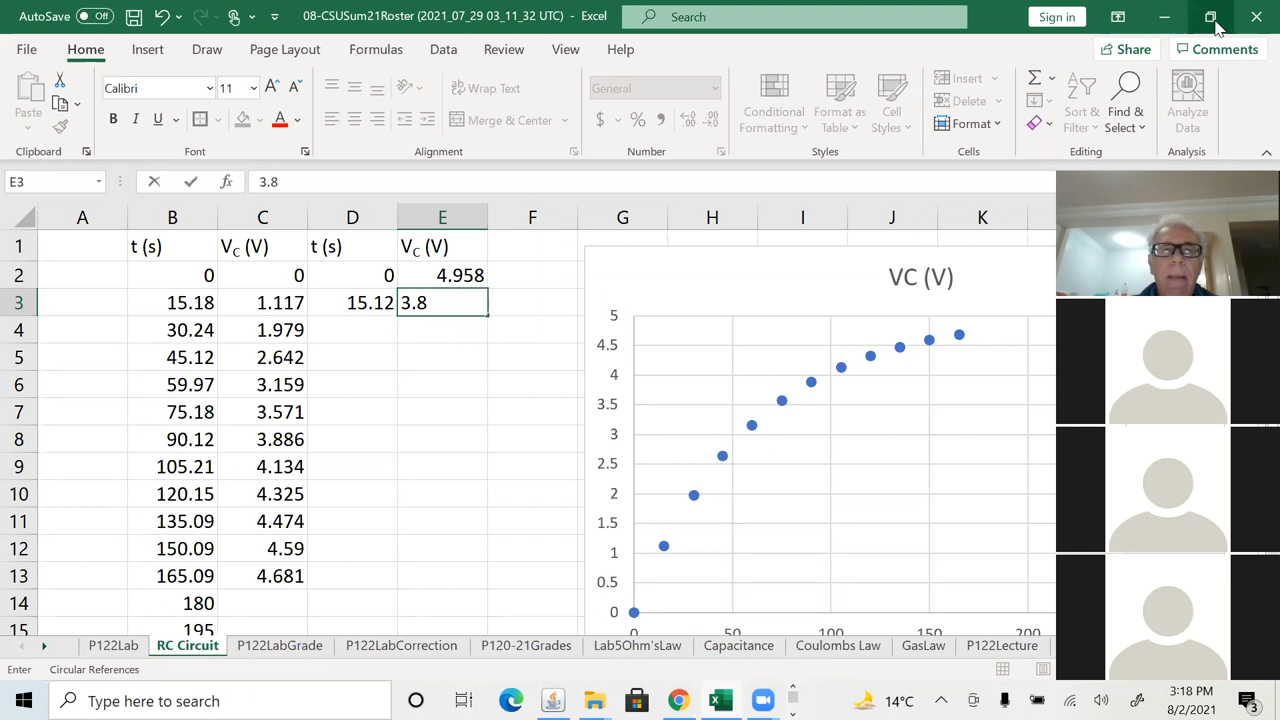 AutoSave Off 08-CSUSum21Roster (2021_07_29 03_11_32 UTC) - Excel Search Sign in
File Home Insert Draw Page Layout Formulas Data Review View Help Share Comments
Calibri 11 Wrap Text General Insert
Paste B I U A Merge & Center $ % Conditional Formatting Format as Table Cell Styles Delete Sort & Filter Find & Select Analyze Data
Format
Clipboard Font Alignment Number Styles Cells Editing Analysis
E3 fx 3.8
A B C D E F G H I J K
1 t (s) VC (V) t (s) VC (V)
2 0 0 0 4.958
3 15.18 1.117 15.12 3.8
4 30.24 1.979
5 45.12 2.642
6 59.97 3.159
7 75.18 3.571
8 90.12 3.886
9 105.21 4.134
10 120.15 4.325
11 135.09 4.474
12 150.09 4.59
13 165.09 4.681
14 180
15 195
VC (V)
5
4.5
4
3.5
3
2.5
2
1.5
1
0.5
0
0 50 100 150 200
P122Lab RC Circuit P122LabGrade P122LabCorrection P120-21Grades Lab5Ohm'sLaw Capacitance Coulombs Law GasLaw P122Lecture
Enter Circular References
Type here to search 14°C 3:18 PM
8/2/2021 3